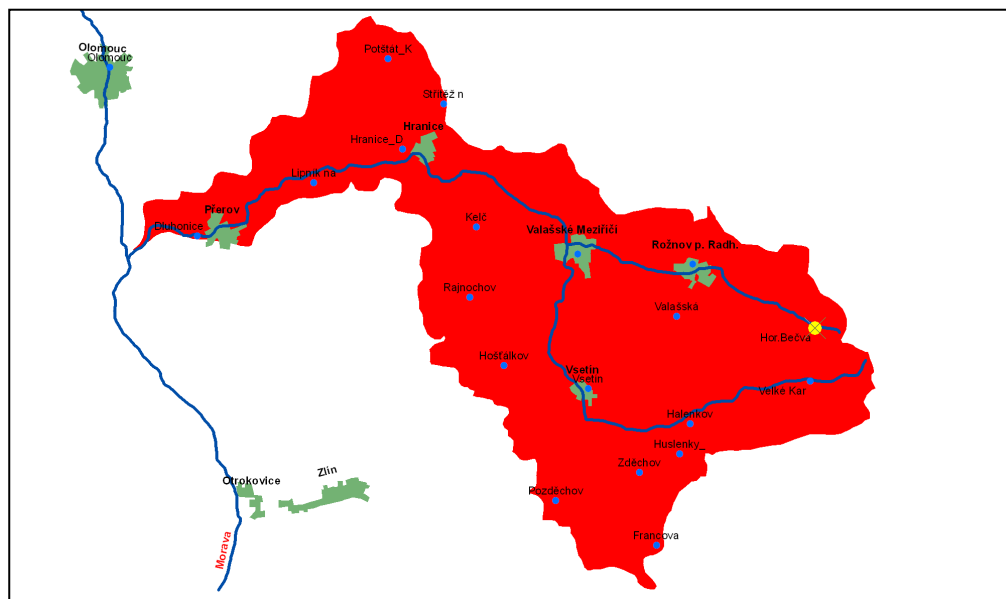 Olomouc
Olomouc
Potštát_K
Střítěž n
Hranice
Hranice_D
Lipník na
Přerov
Dluhonice
Kelč
Valašské Meziříčí
Rožnov p. Radh.
Rajnochov
Valašská
Hor.Bečva
Hošťalkov
Vsetín
Vsetín
Velké Kar
Halenkov
Huslenky_
Zděchov
Pozděchov
Francova
Zlín
Otrokovice
Morava